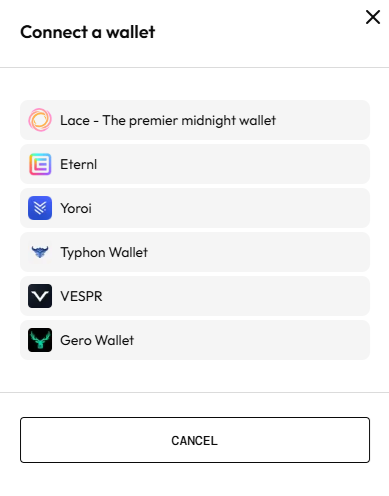 Connect a wallet
Lace - The premier midnight wallet
Eternl
Yoroi
Typhon Wallet
VESPR
Gero Wallet
CANCEL